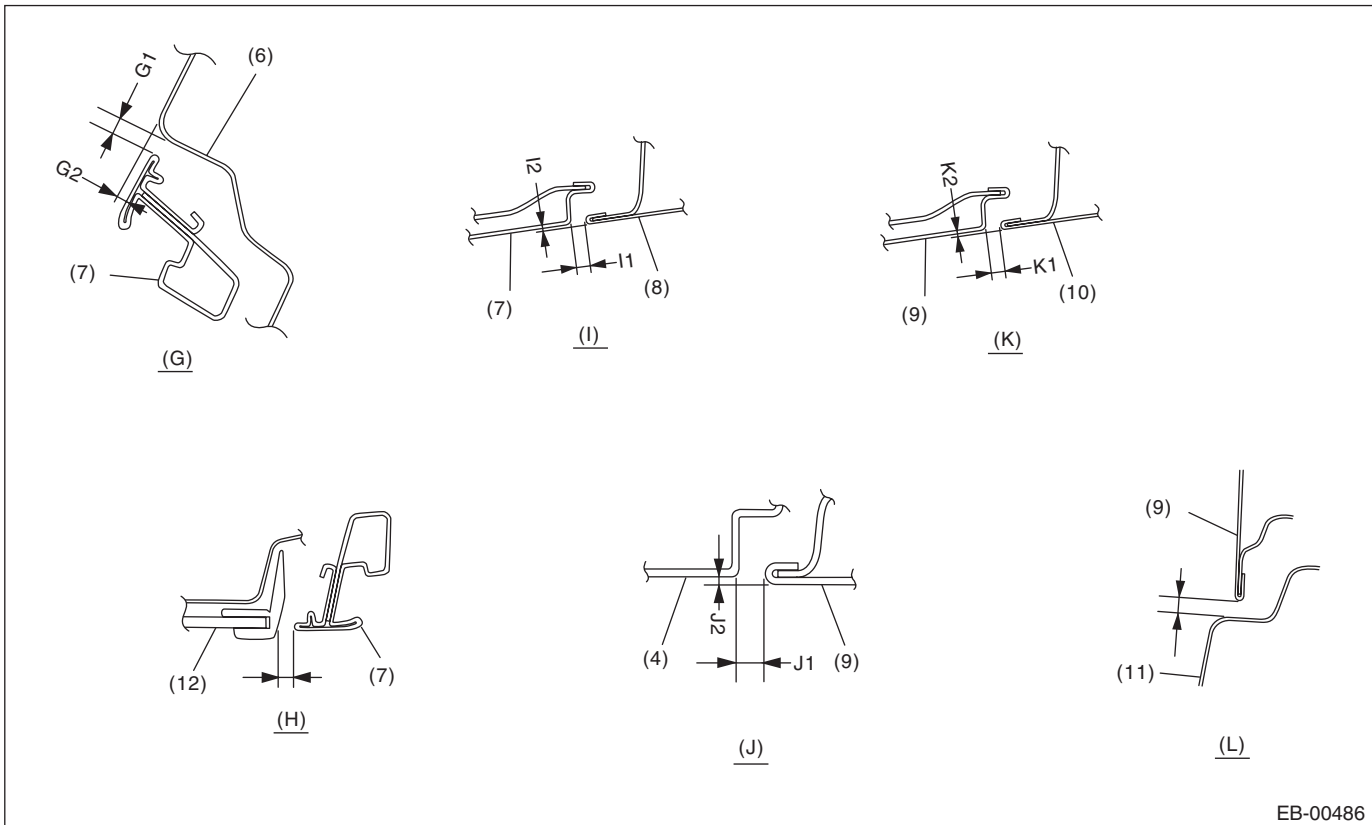 G1
(6)
G2
(7)
(G)
I2
I1
(7)
(8)
(I)
K2
K1
(9)
(10)
(K)
(12)
(7)
(H)
J2
(4)
J1
(9)
(J)
(9)
(11)
(L)
EB-00486